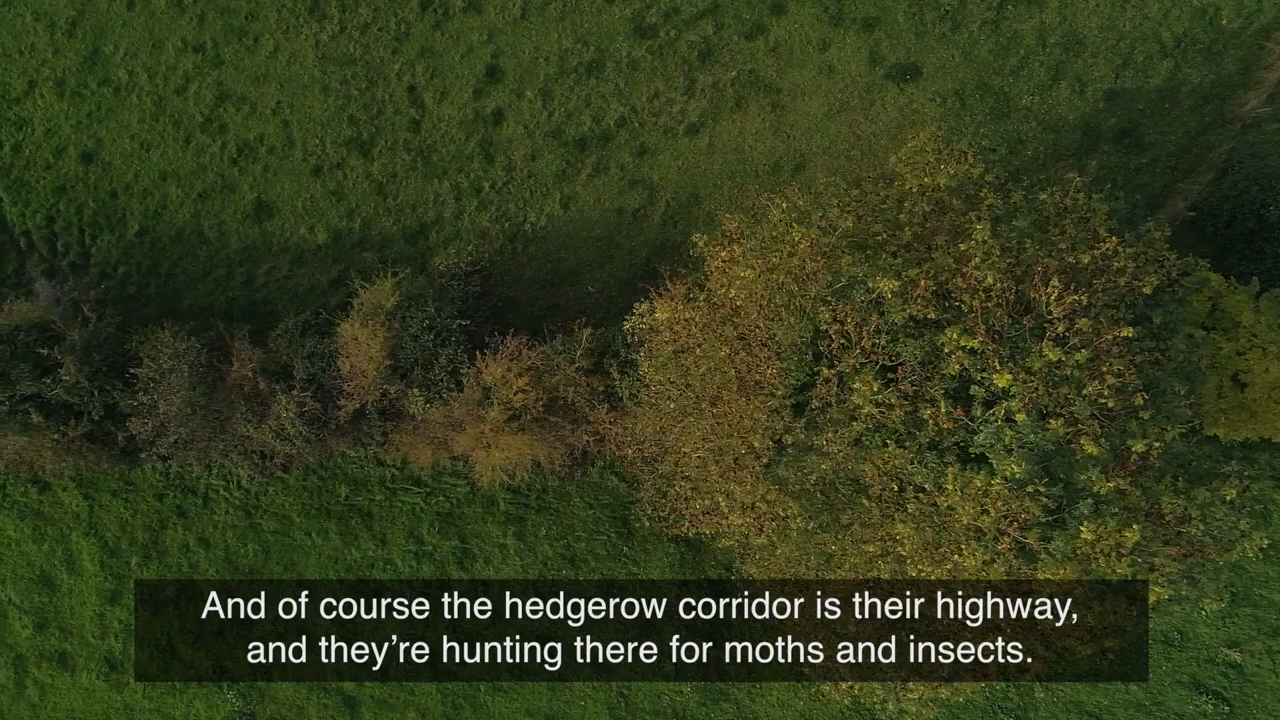 And of course the hedgerow corridor is their highway,
and they’re hunting there for moths and insects.